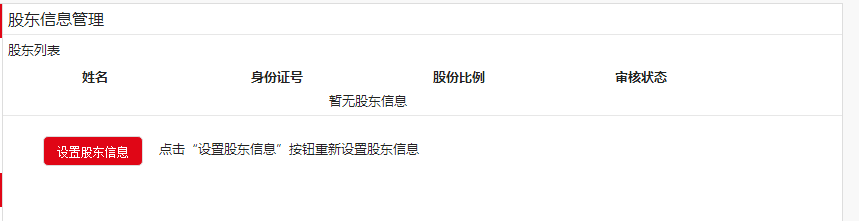 股东信息管理
股东列表
姓名 身份证号 股份比例 审核状态
暂无股东信息
设置股东信息 点击“设置股东信息”按钮重新设置股东信息